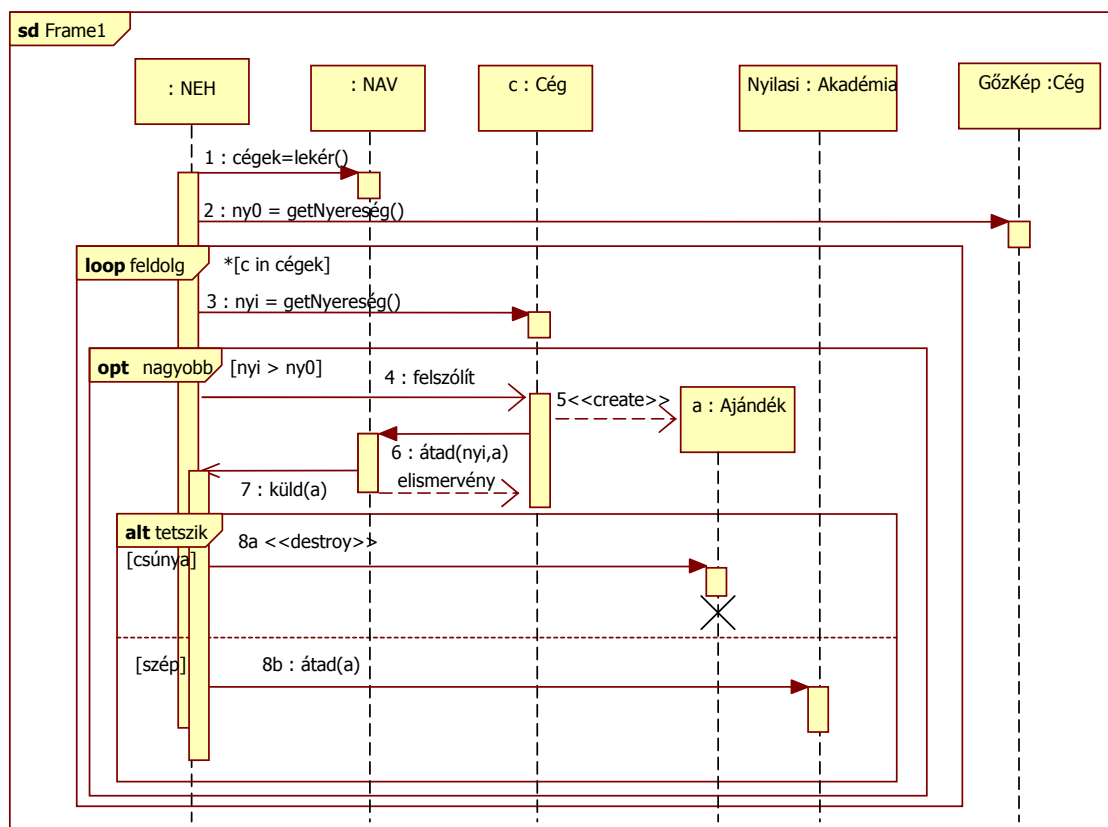 sd Frame1
: NEH
: NAV
c : Cég
Nyilasi : Akadémia
GőzKép :Cég
1 : cégek=lekér()
2 : ny0 = getNyereség()
loop feldolg
*[c in cégek]
3 : nyi = getNyereség()
opt nagyobb
[nyi > ny0]
4 : felszólít
5<<create>>
a : Ajándék
6 : átad(nyi,a)
elismervény
7 : küld(a)
alt tetszik
8a <<destroy>>
[csúnya]
[szép]
8b : átad(a)